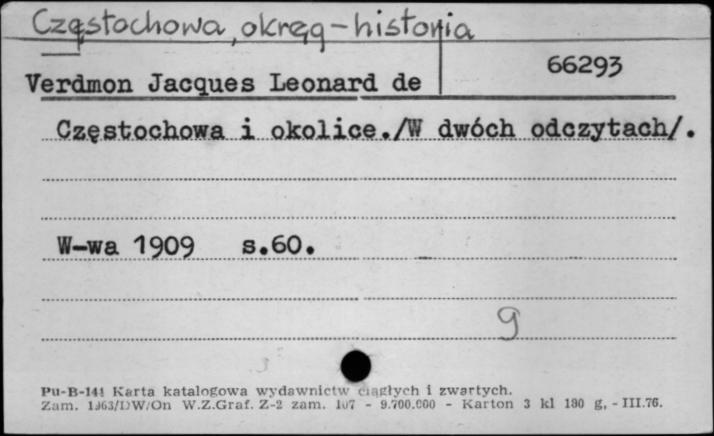 Częstochowa, okręg – historia
66293
Verdmon Jacques Leonard de
Częstochowa i okolice./W dwóch odczytach/.
W-wa 1909 s.60.
9
Pu-B-141 Karta katalogowa wydawnictw ciągłych i zwartych.
Zam. 1363/DW/On W.Z.Graf. Z-2 zam. 107 - 9.700.000 - Karton 3 kl 180 g, - III.76.